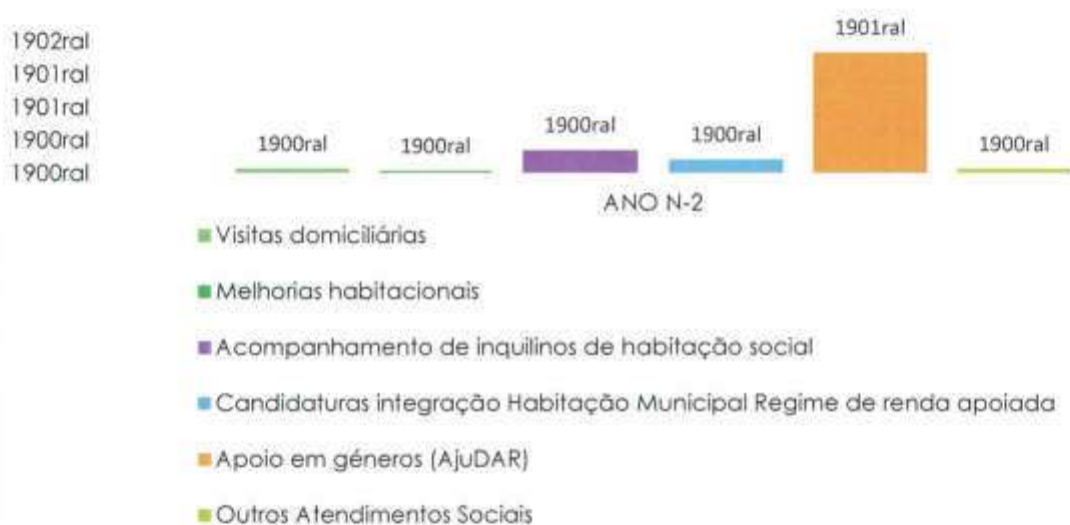 1902ral
1901ral
1901ral
1900ral
1900ral
1900ral
1900ral
1900ral
1900ral
1901ral
1900ral
ANO N-2
Visitas domiciliárias
Melhorias habitacionais
Acompanhamento de inquilinos de habitação social
Candidaturas integração Habitação Municipal Regime de renda apoiada
Apoio em géneros (AjuDAR)
Outros Atendimentos Sociais